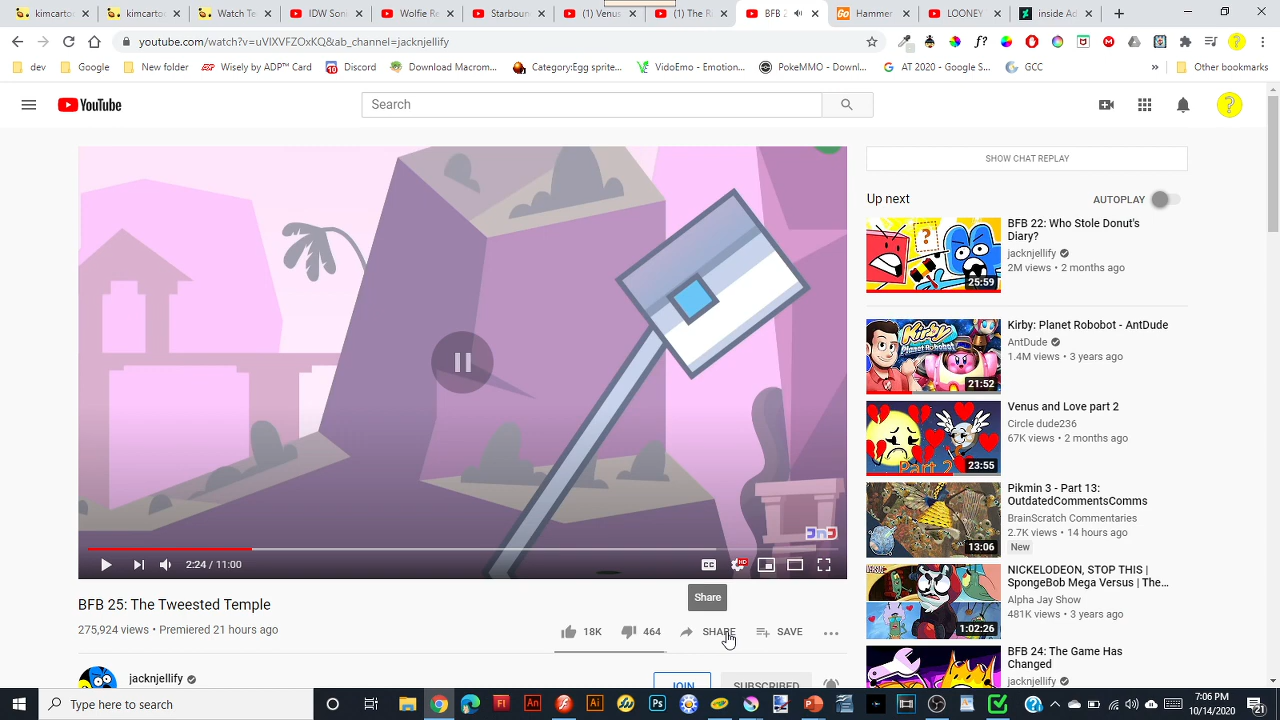 IDW Son
Wolfie Re
Starbou
(1) Venus
(1) The R
BFB 2
Hamet
LOONEY
Inside A
youtube.com/watch?v=uVIXVFZOxKQ&ab_channel=jacknjellify
dev
Google
New folder
Wisely by ADP™ Card
Discord
Download Macrom...
Category:Egg sprite...
VidoEmo - Emotion...
PokeMMO - Downl...
AT 2020 - Google S...
GCC
»
Other bookmarks
YouTube
Search
SHOW CHAT REPLAY
Up next
AUTOPLAY
BFB 22: Who Stole Donut's
Diary?
jacknjellify
2M views • 2 months ago
25:59
Kirby: Planet Robobot - AntDude
AntDude
1.4M views • 3 years ago
21:52
Venus and Love part 2
Circle dude236
67K views • 2 months ago
Part 2
23:55
Pikmin 3 - Part 13:
OutdatedCommentsComms
BrainScratch Commentaries
2.7K views • 14 hours ago
New
13:06
NICKELODEON, STOP THIS |
SpongeBob Mega Versus | The...
Alpha Jay Show
481K views • 3 years ago
1:02:26
BFB 24: The Game Has
Changed
jacknjellify
2:24 / 11:00
CC
HD
Share
BFB 25: The Tweested Temple
275,924 views • Premiered 21 hours ago
18K
464
SHARE
SAVE
jacknjellify
JOIN
SUBSCRIBED
Type here to search
7:06 PM
10/14/2020